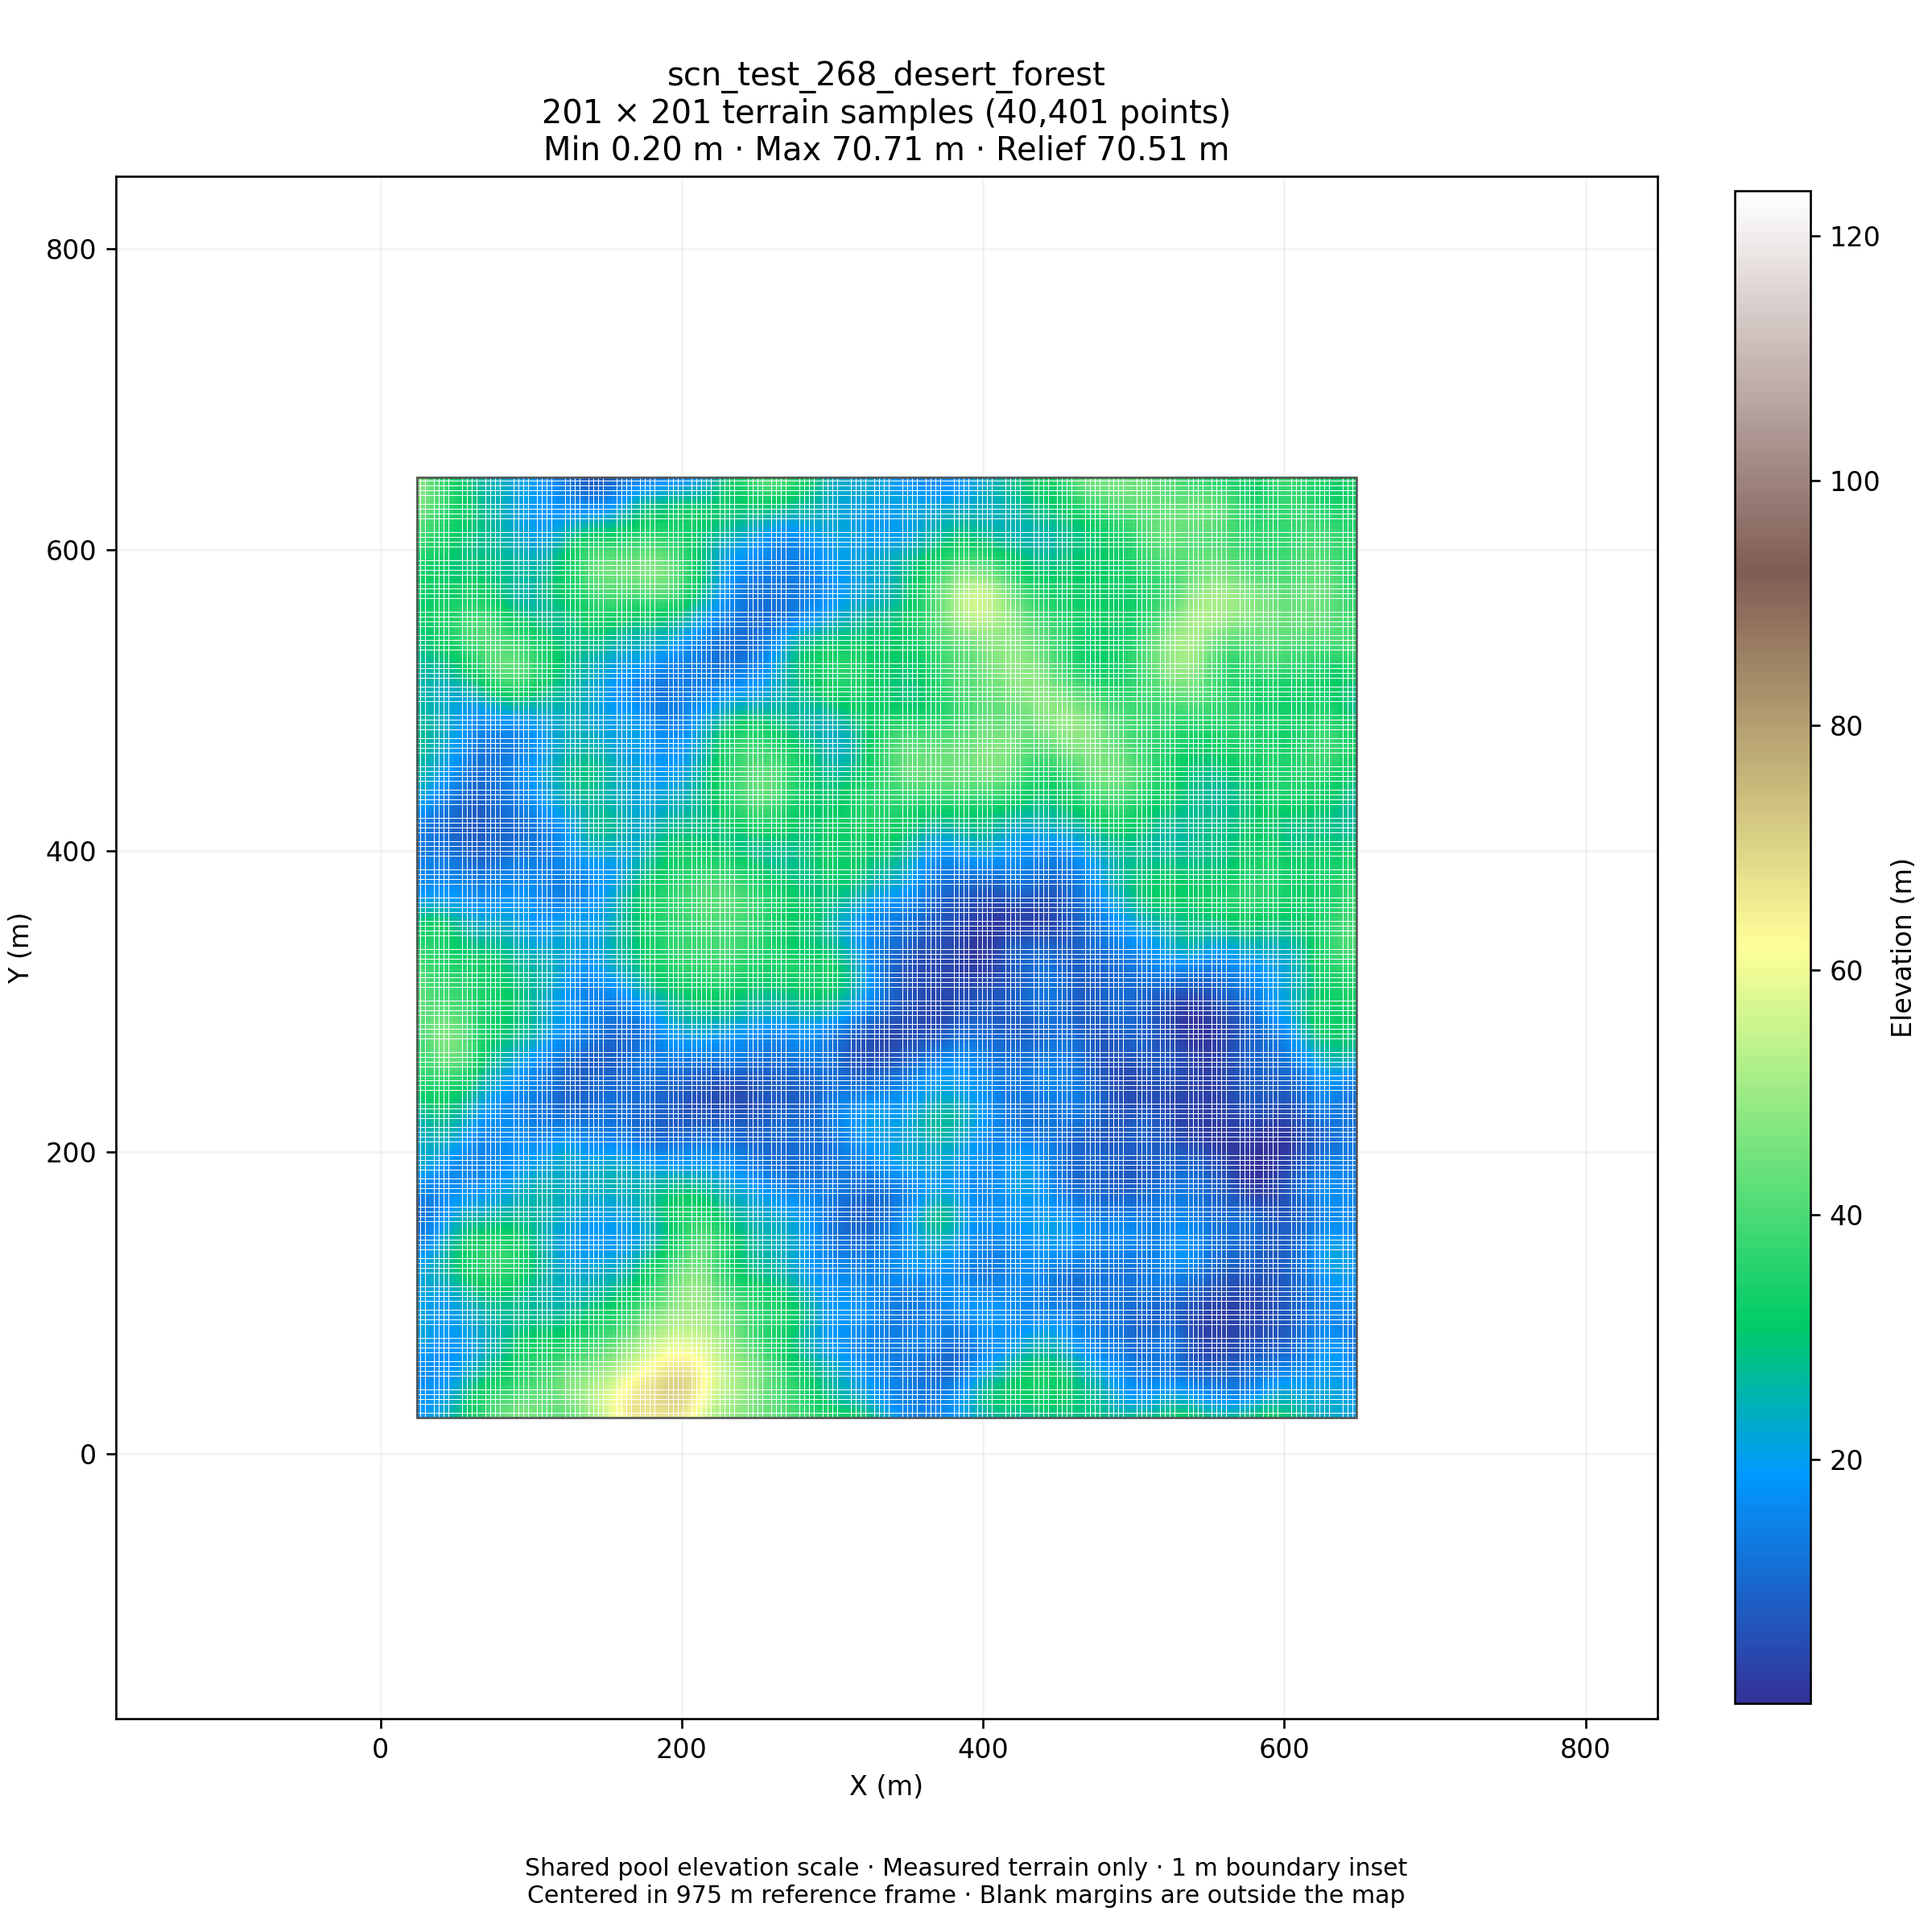 scn_test_268_desert_forest
201 × 201 terrain samples (40,401 points)
Min 0.20 m · Max 70.71 m · Relief 70.51 m
800
600
400
200
0
Y (m)
0
200
400
600
800
X (m)
120
100
80
60
40
20
Elevation (m)
Shared pool elevation scale · Measured terrain only · 1 m boundary inset
Centered in 975 m reference frame · Blank margins are outside the map